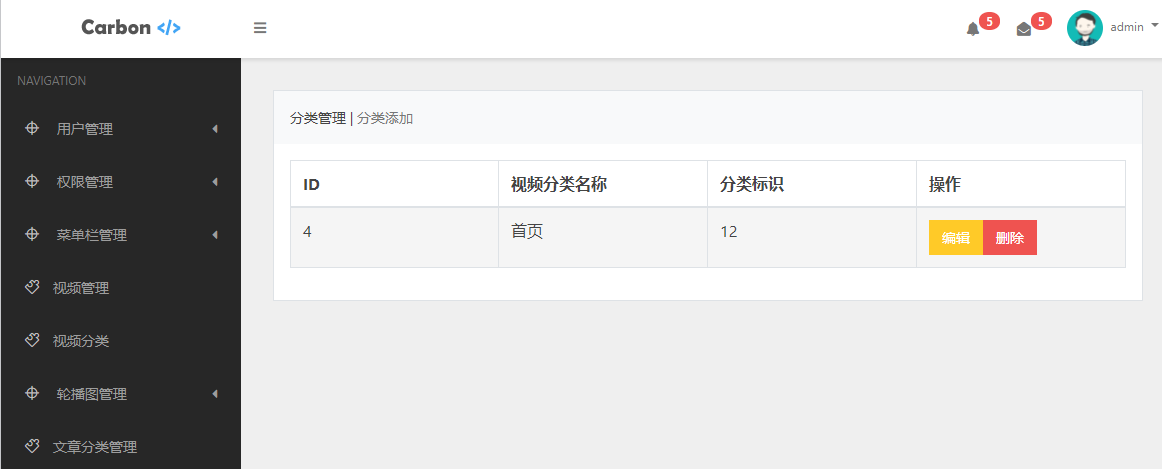 Carbon </>
5
5
admin
NAVIGATION
用户管理
权限管理
菜单栏管理
视频管理
视频分类
轮播图管理
文章分类管理
分类管理 | 分类添加
ID 视频分类名称 分类标识 操作
4 首页 12 编辑 删除